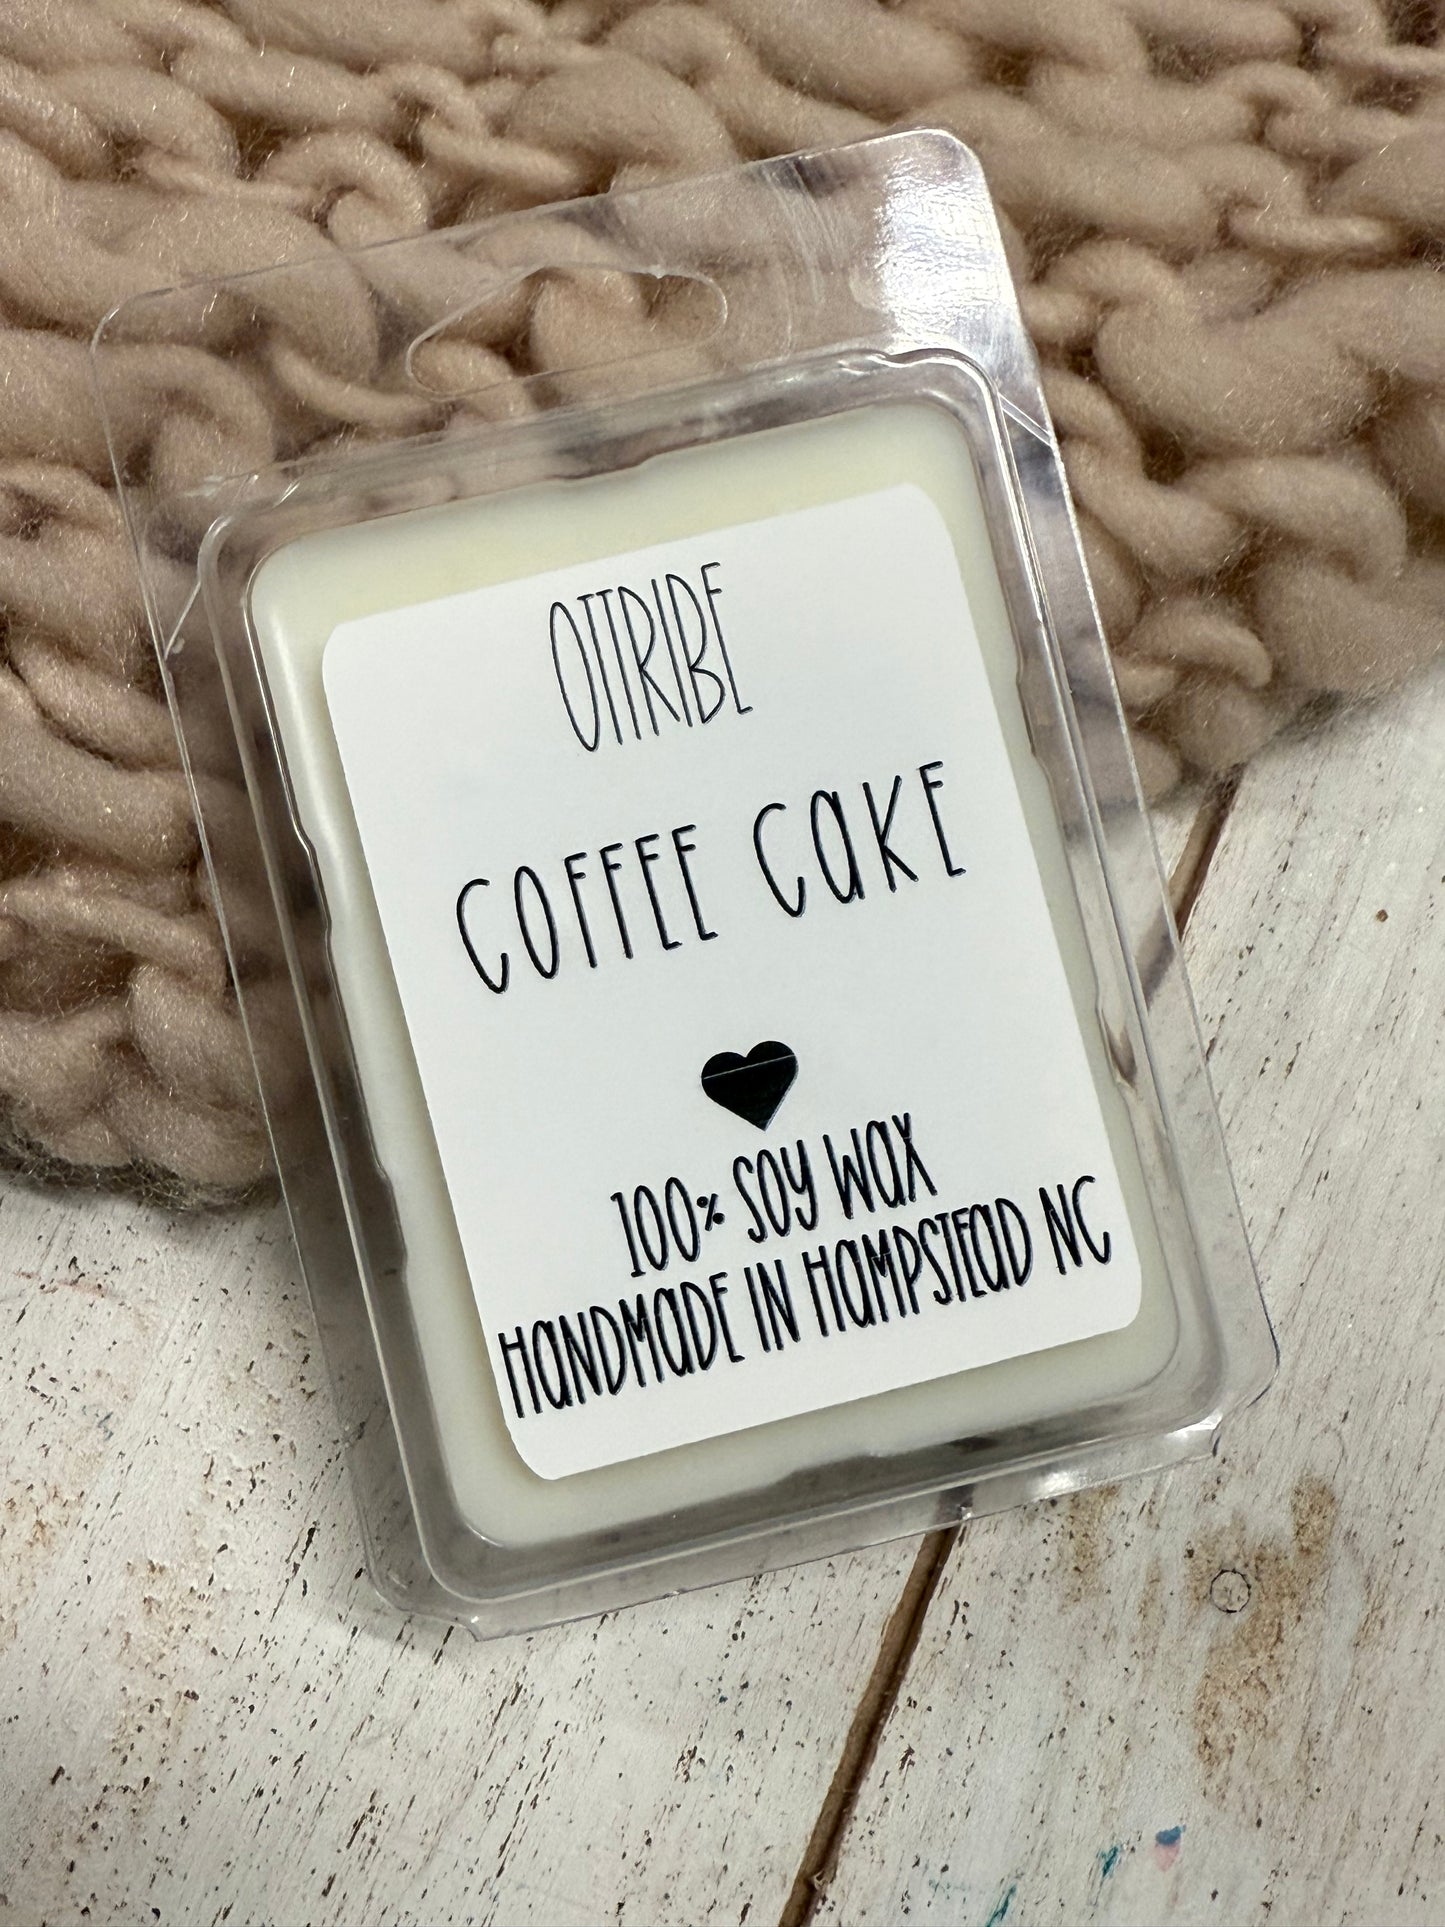 OTTRIBE
COFFEE CaKE
100% SOY WaX
HaNDMaDE IN HaMPSTEaD NC